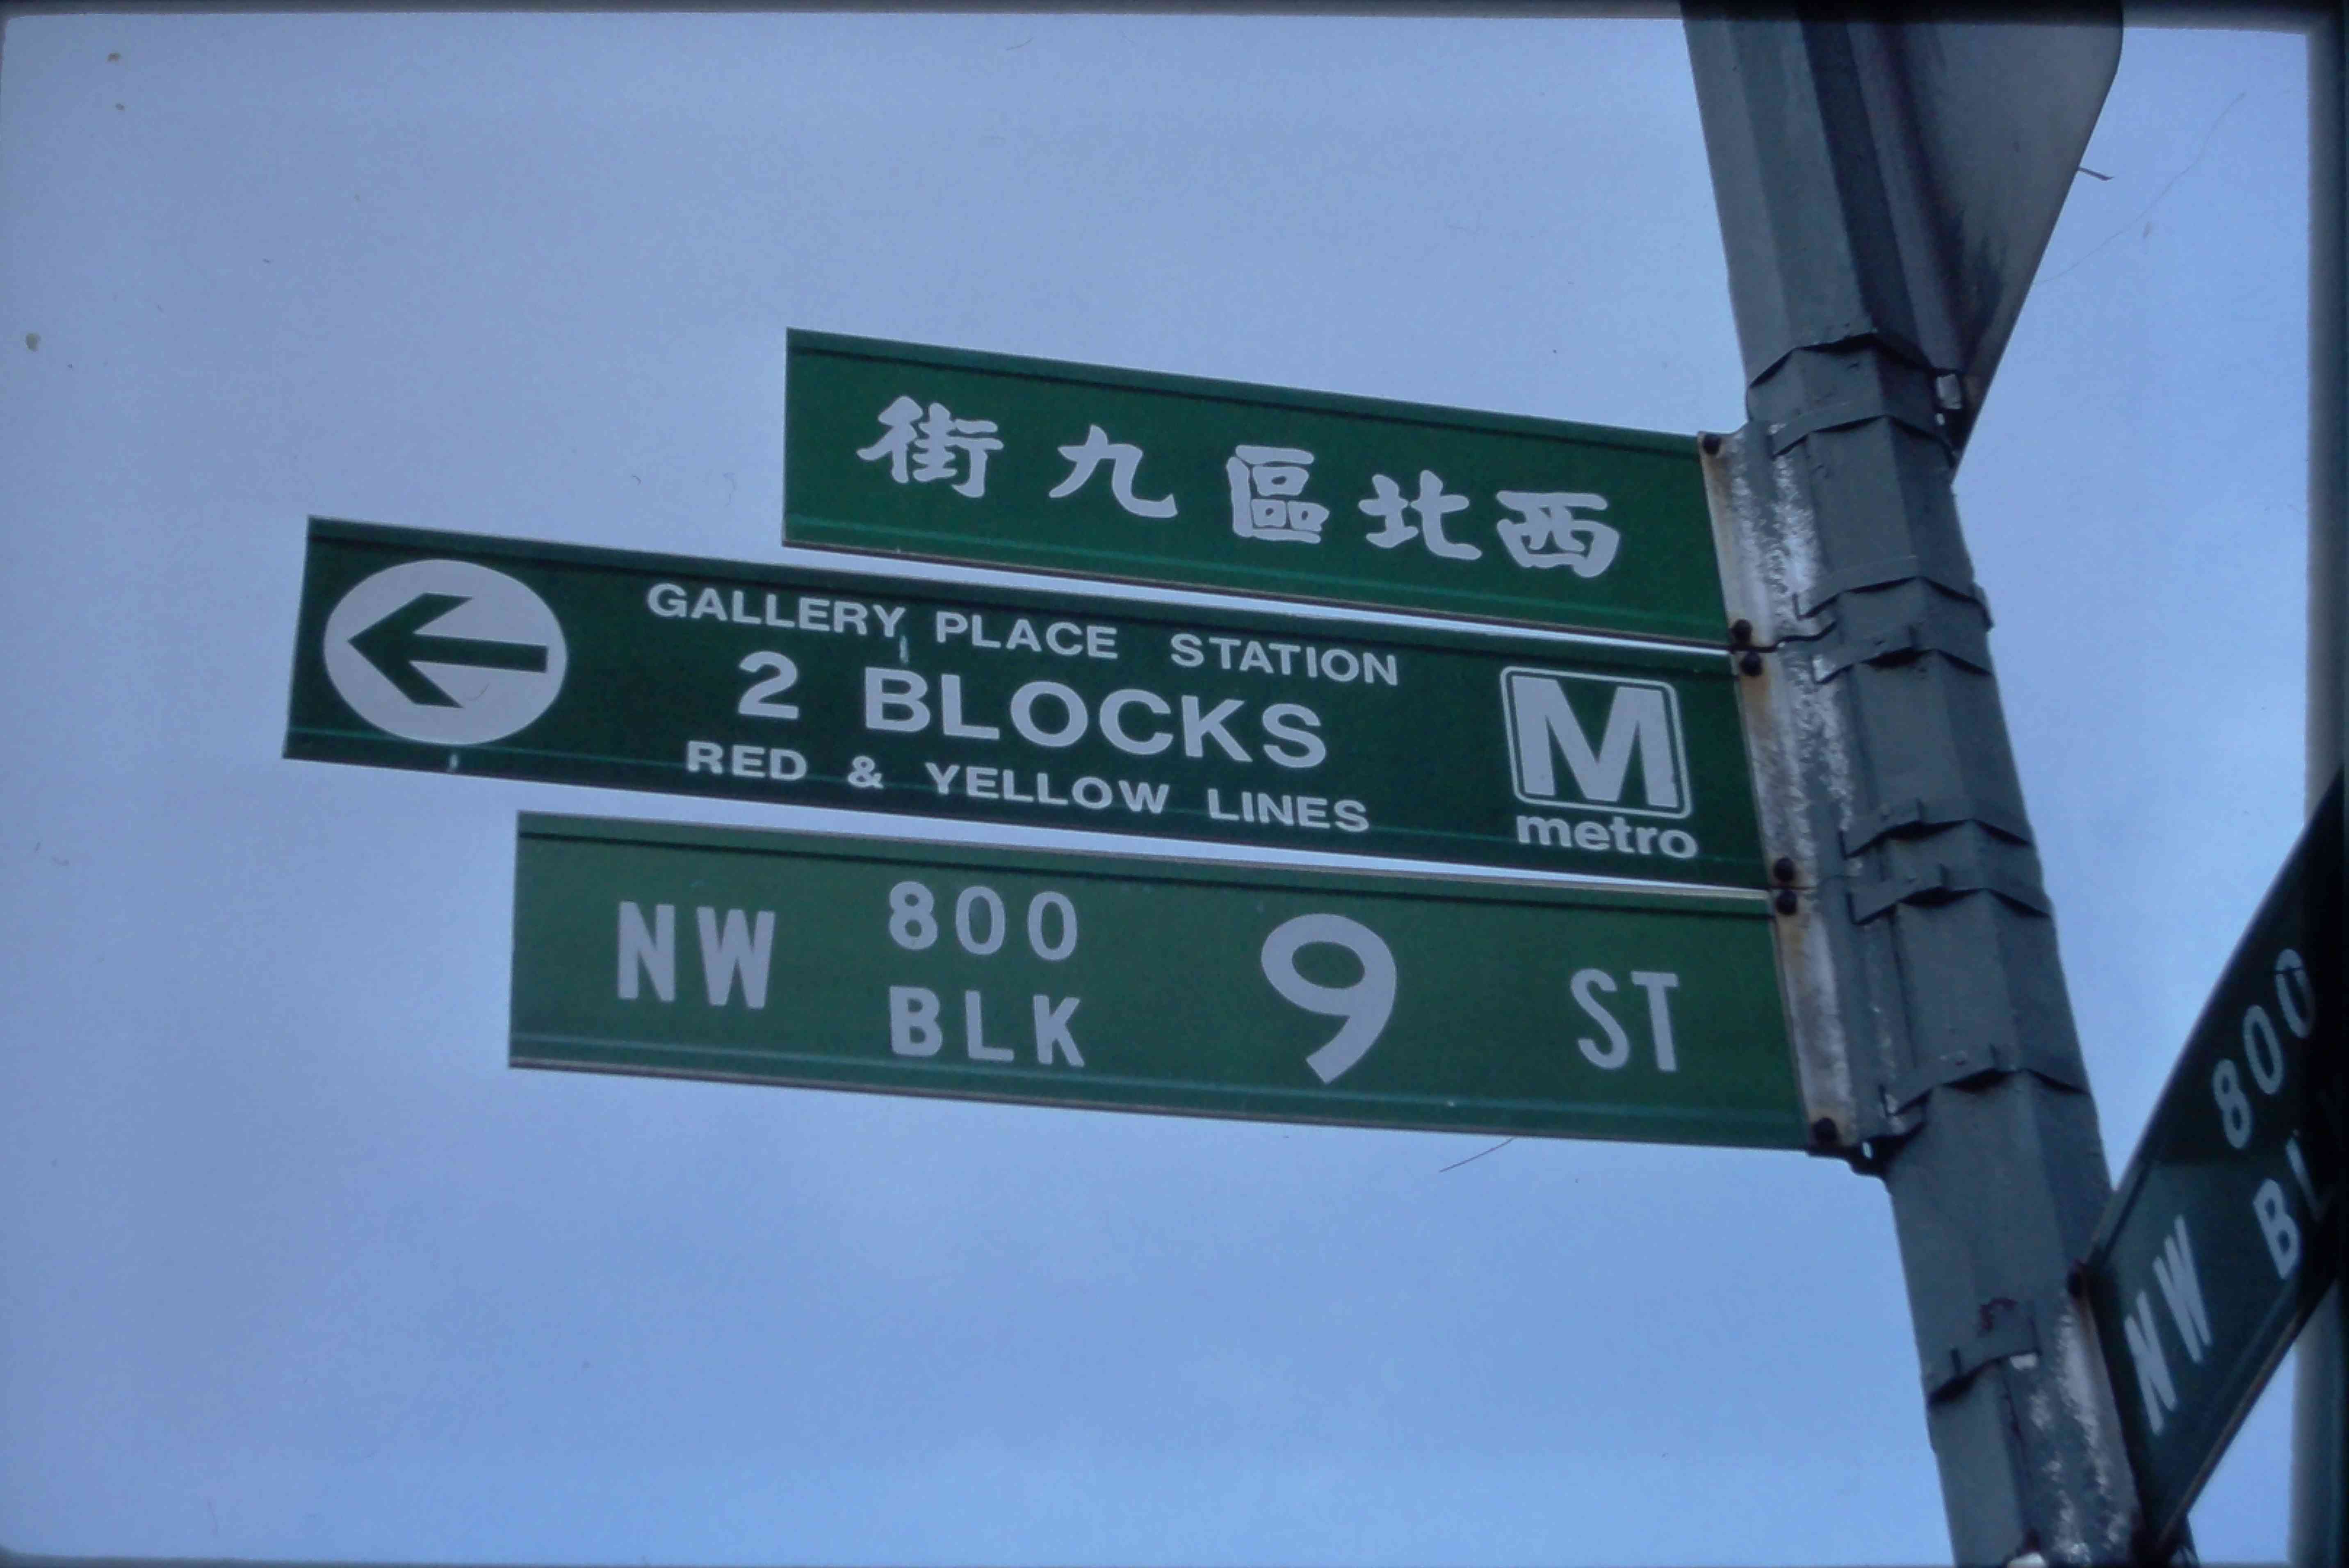 街九區北西
GALLERY PLACE STATION
2 BLOCKS
RED & YELLOW LINES
M
metro
NW 800 BLK 9 ST
NW 800